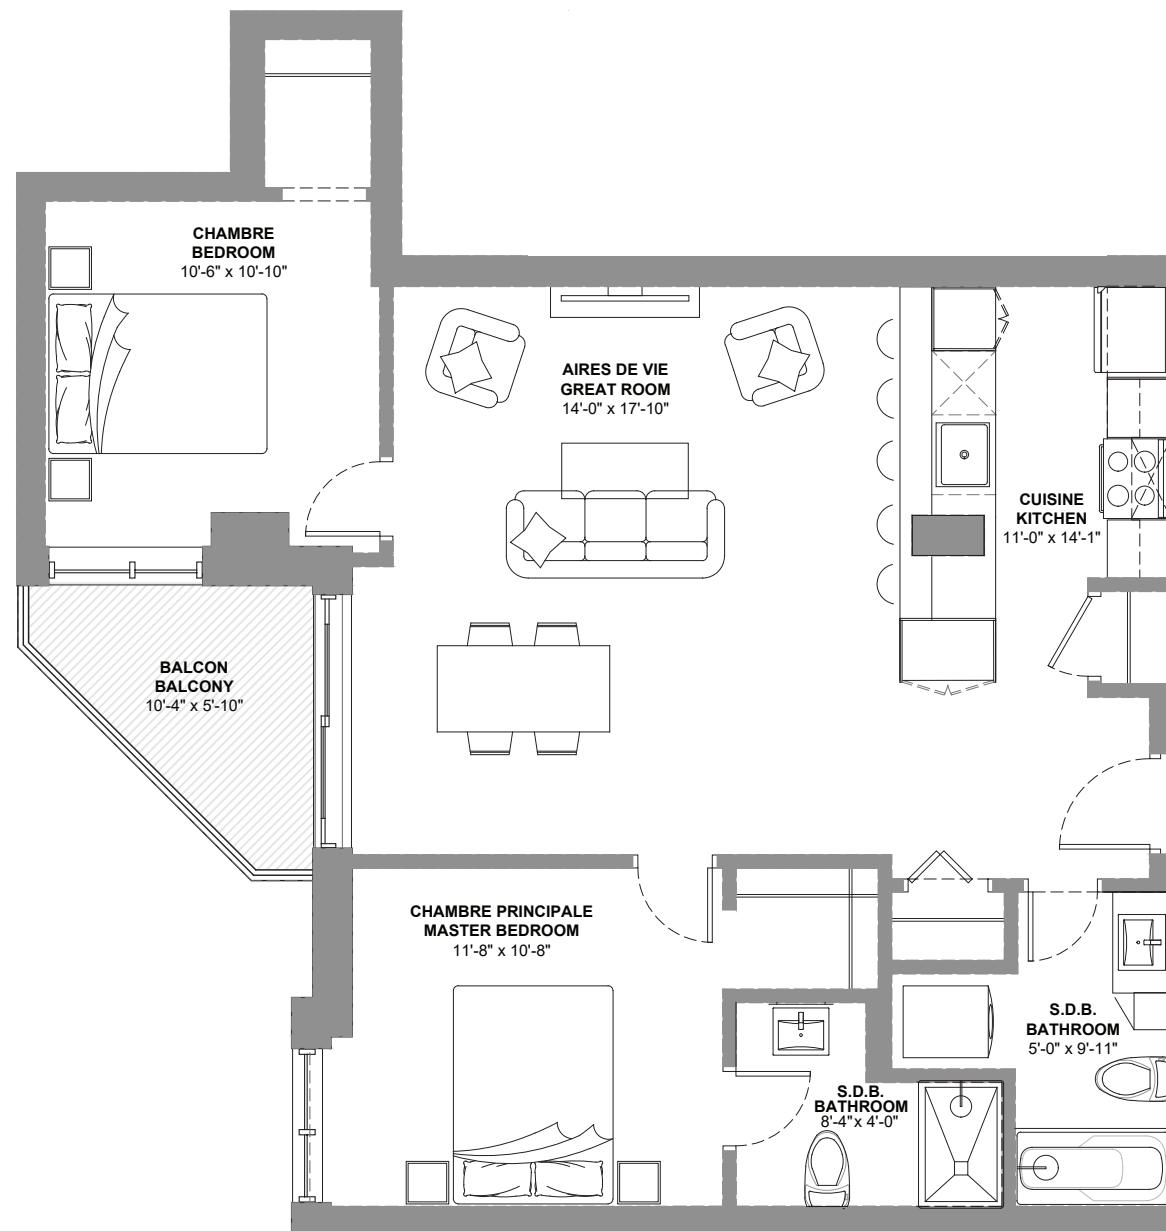 CHAMBRE
BEDROOM
10'-6" x 10'-10"
AIRES DE VIE
GREAT ROOM
14'-0" x 17'-10"
CUISINE
KITCHEN
11'-0" x 14'-1"
BALCON
BALCONY
10'-4" x 5'-10"
CHAMBRE PRINCIPALE
MASTER BEDROOM
11'-8" x 10'-8"
S.D.B.
BATHROOM
5'-0" x 9'-11"
S.D.B.
BATHROOM
8'-4"x 4'-0"